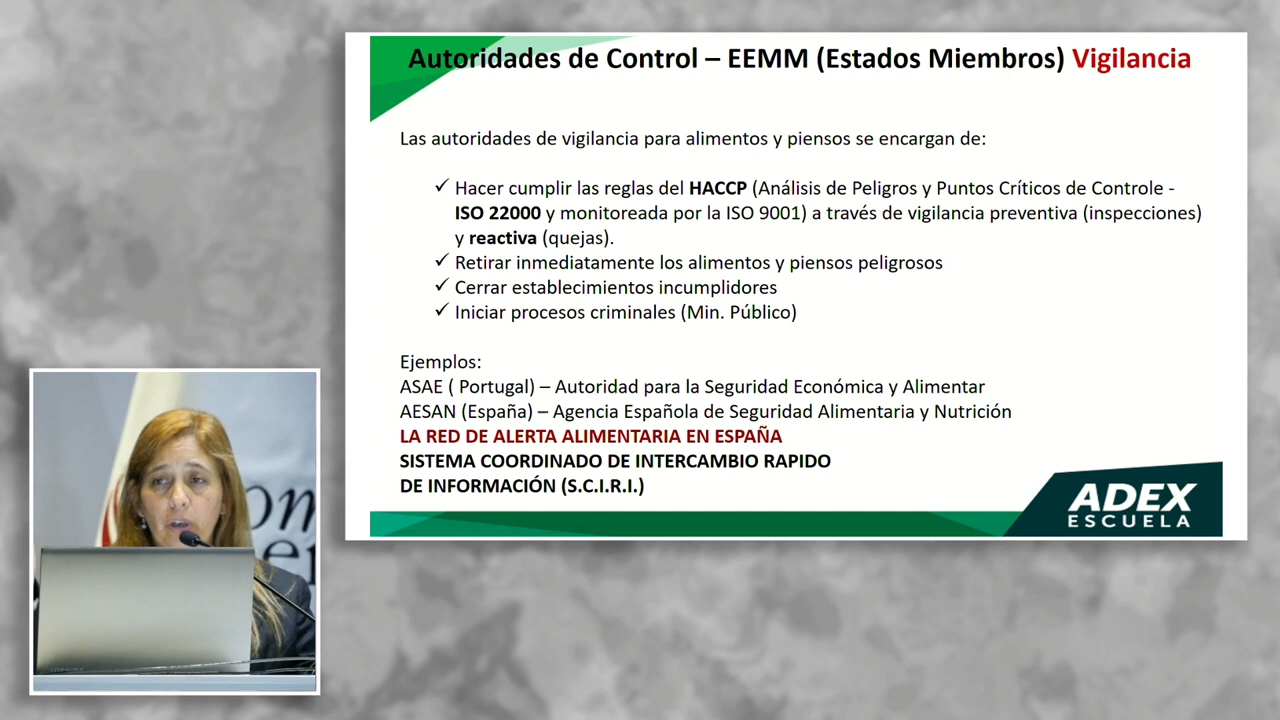 Autoridades de Control – EEMM (Estados Miembros) Vigilancia
Las autoridades de vigilancia para alimentos y piensos se encargan de:
✓ Hacer cumplir las reglas del HACCP (Análisis de Peligros y Puntos Críticos de Controle -
ISO 22000 y monitoreada por la ISO 9001) a través de vigilancia preventiva (inspecciones)
y reactiva (quejas).
✓ Retirar inmediatamente los alimentos y piensos peligrosos
✓ Cerrar establecimientos incumplidores
✓ Iniciar procesos criminales (Min. Público)
Ejemplos:
ASAE ( Portugal) – Autoridad para la Seguridad Económica y Alimentar
AESAN (España) – Agencia Española de Seguridad Alimentaria y Nutrición
LA RED DE ALERTA ALIMENTARIA EN ESPAÑA
SISTEMA COORDINADO DE INTERCAMBIO RAPIDO
DE INFORMACIÓN (S.C.I.R.I.)
ADEX
ESCUELA